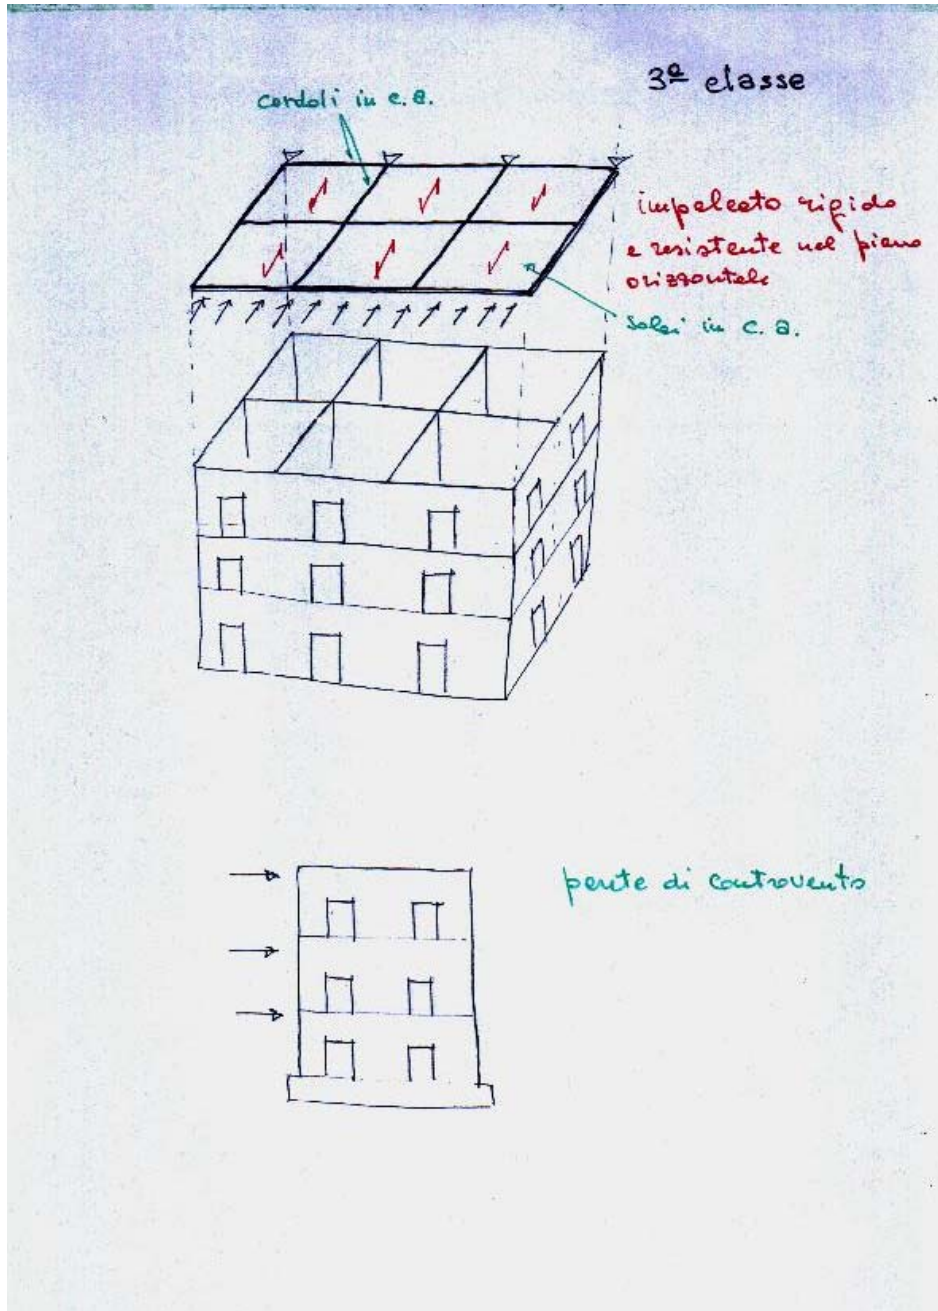 3ª classe
cordoli in c.a.
impalcato rigido
e resistente nel piano
orizzontale
solai in c.a.
parete di controvento